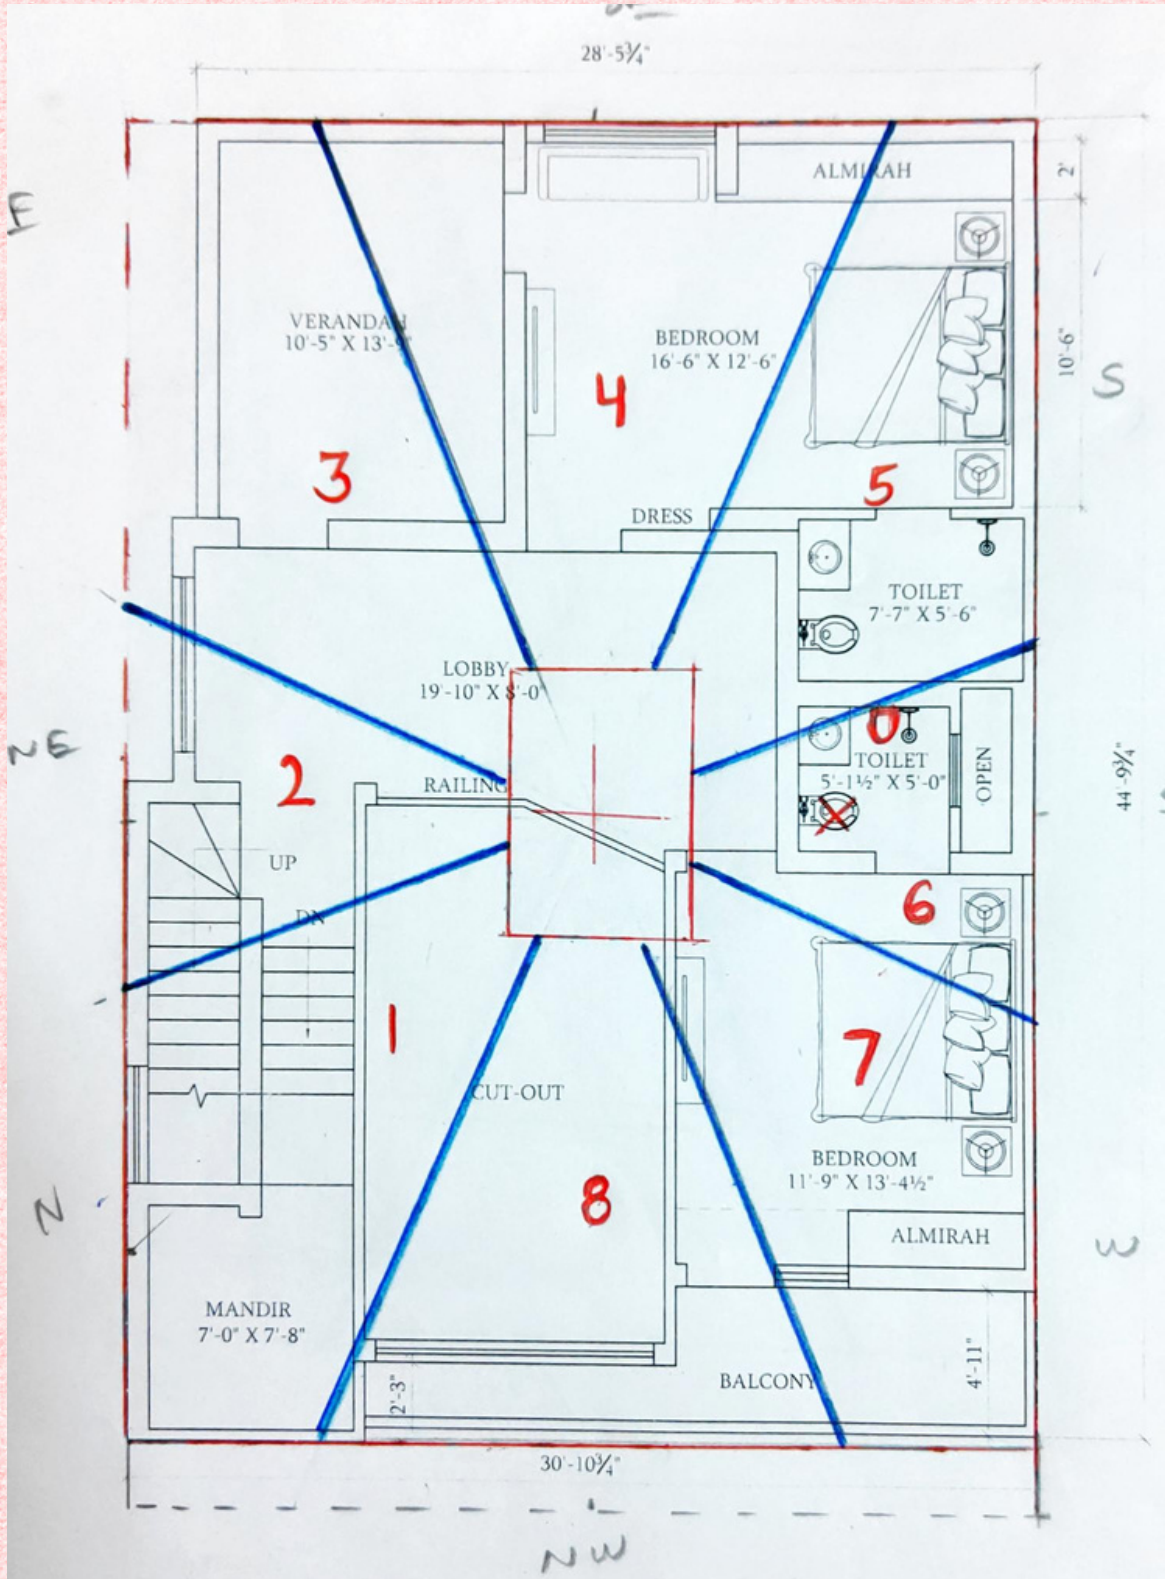 28'-5¾"
ALMIRAH
2'
E
VERANDAH
10'-5" X 13'-9"
BEDROOM
16'-6" X 12'-6"
10'-6"
S
4
3
5
DRESS
TOILET
7'-7" X 5'-6"
LOBBY
19'-10" X 8'-0"
NE
2
RAILING
0
TOILET
5'-1½" X 5'-0"
OPEN
44'-9¾"
UP
DN
6
1
7
CUT-OUT
BEDROOM
11'-9" X 13'-4½"
N
8
W
ALMIRAH
MANDIR
7'-0" X 7'-8"
2'-3"
BALCONY
4'-11"
30'-10¾"
NW